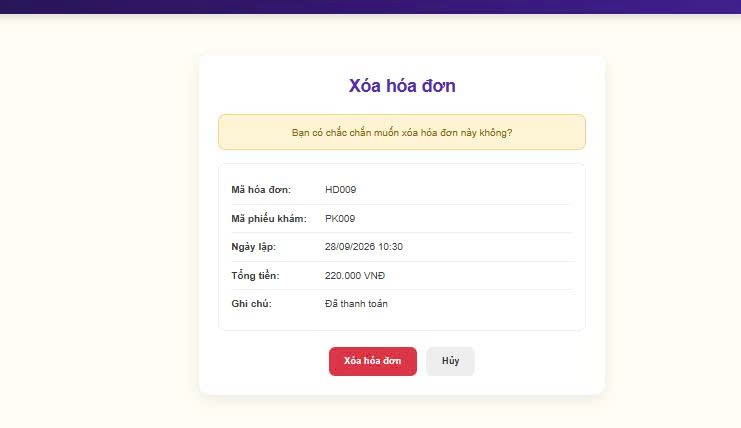 Xóa hóa đơn
Bạn có chắc chắn muốn xóa hóa đơn này không?
Mã hóa đơn: HD009
Mã phiếu khám: PK009
Ngày lập: 28/09/2026 10:30
Tổng tiền: 220.000 VNĐ
Ghi chú: Đã thanh toán
Xóa hóa đơn Hủy